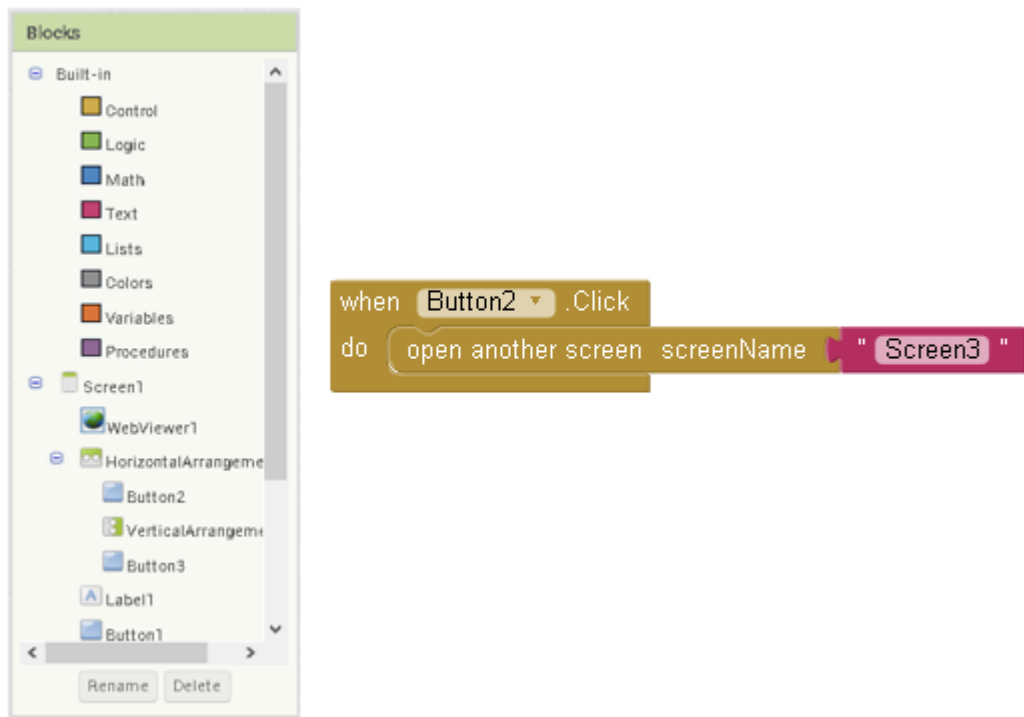 Blocks
Built-in
Control
Logic
Math
Text
Lists
Colors
Variables
Procedures
Screen1
WebViewer1
HorizontalArrangeme
Button2
VerticalArrangeme
Button3
Label1
Button1
Rename Delete
when Button2 .Click
do open another screen screenName " Screen3 "